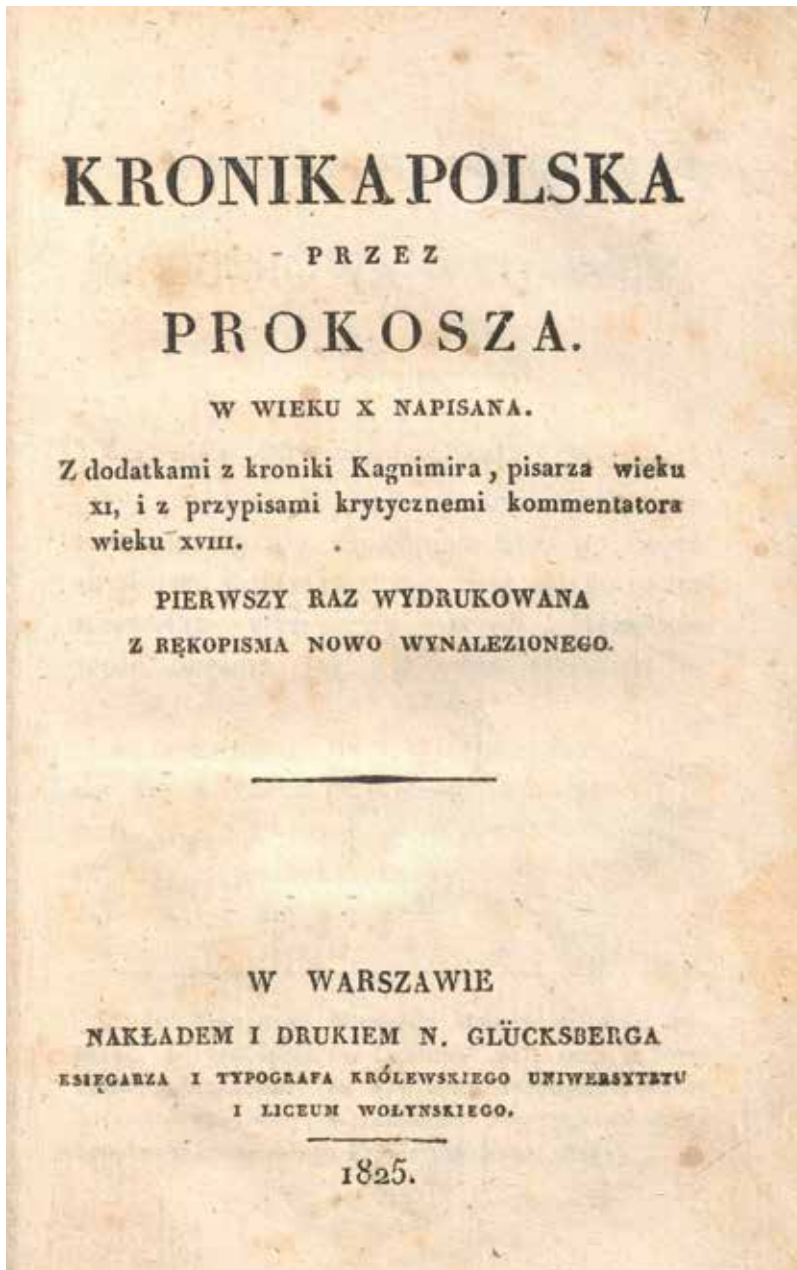 KRONIKA POLSKA
PRZEZ
PROKOSZA.
W WIEKU X NAPISANA.
Z dodatkami z kroniki Kagnimira, pisarza wieku
XI, i z przypisami krytycznemi kommentatora
wieku XVIII.
PIERWSZY RAZ WYDRUKOWANA
Z RĘKOPISMA NOWO WYNALEZIONEGO.
W WARSZAWIE
NAKŁADEM I DRUKIEM N. GLÜCKSBERGA
KSIĘGARZA I TYPOGRAFA KRÓLEWSKIEGO UNIWERSYTETU
I LICEUM WOŁYNSKIEGO.
1825.